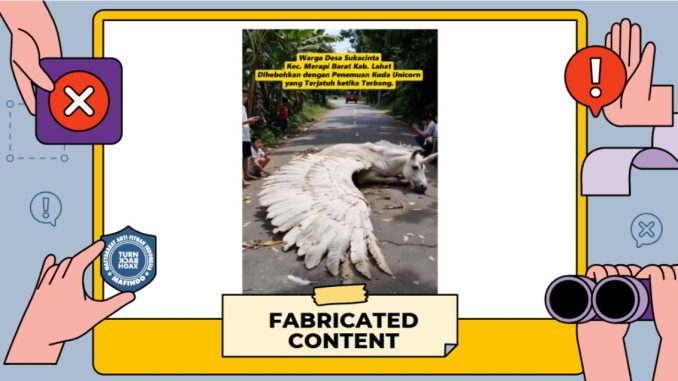 Warga Desa Sukacinta
Kec. Merapi Barat Kab. Lahat
Dihebohkan dengan Penemuan Kuda Unicorn
yang Terjatuh ketika Terbang.
MASYARAKAT ANTI FITNAH INDONESIA
TURN
BACK
HOAX
MAFINDO
FABRICATED
CONTENT